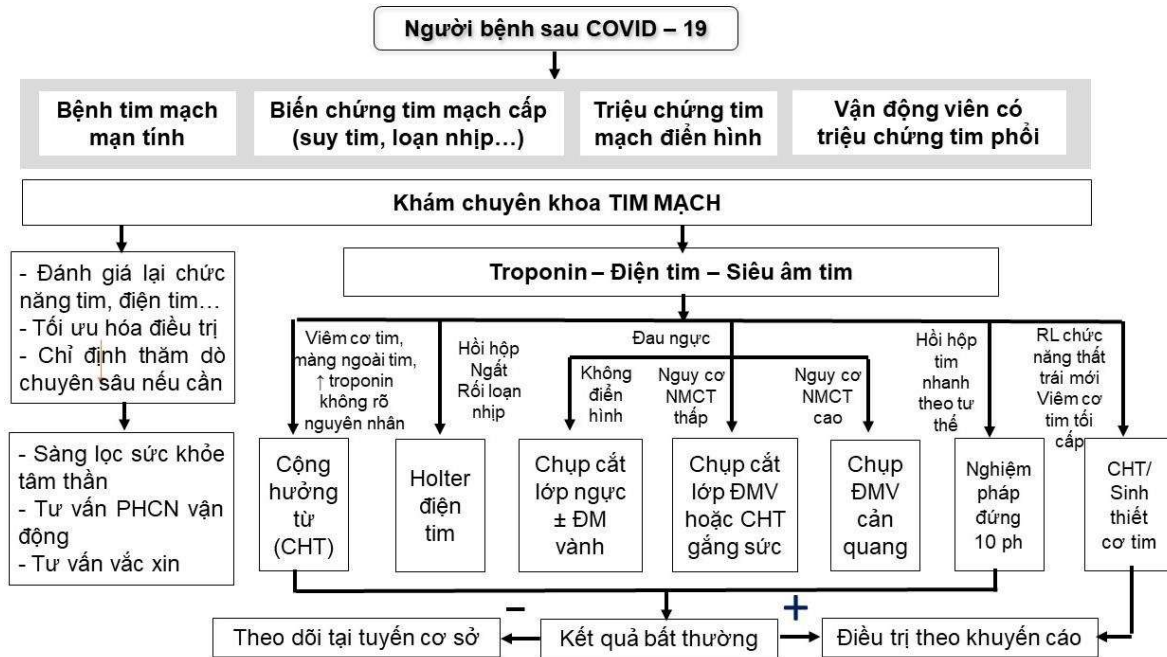 Người bệnh sau COVID – 19
Bệnh tim mạch
mạn tính
Biến chứng tim mạch cấp
(suy tim, loạn nhịp...)
Triệu chứng tim
mạch điển hình
Vận động viên có
triệu chứng tim phổi
Khám chuyên khoa TIM MẠCH
- Đánh giá lại chức
năng tim, điện tim...
- Tối ưu hóa điều trị
- Chỉ định thăm dò
chuyên sâu nếu cần
- Sàng lọc sức khỏe
tâm thần
- Tư vấn PHCN vận
động
- Tư vấn vắc xin
Troponin – Điện tim – Siêu âm tim
Viêm cơ tim,
màng ngoài tim,
↑ troponin
không rõ
nguyên nhân
Hồi hộp
Ngất
Rối loạn
nhịp
Đau ngực
Không điển
hình
Nguy cơ
NMCT
thấp
Nguy cơ
NMCT
cao
Hồi hộp
tim
nhanh
theo tư
thế
RL chức
năng thất
trái mới
Viêm cơ
tim tối
cấp
Cộng
hưởng
từ
(CHT)
Holter
điện
tim
Chụp cắt
lớp ngực
± ĐM
vành
Chụp cắt
lớp ĐMV
hoặc CHT
gắng sức
Chụp
ĐMV
cản
quang
Nghiệm
pháp
đứng
10 ph
CHT/
Sinh
thiết
cơ tim
Theo dõi tại tuyến cơ sở
–
Kết quả bất thường
+
Điều trị theo khuyến cáo